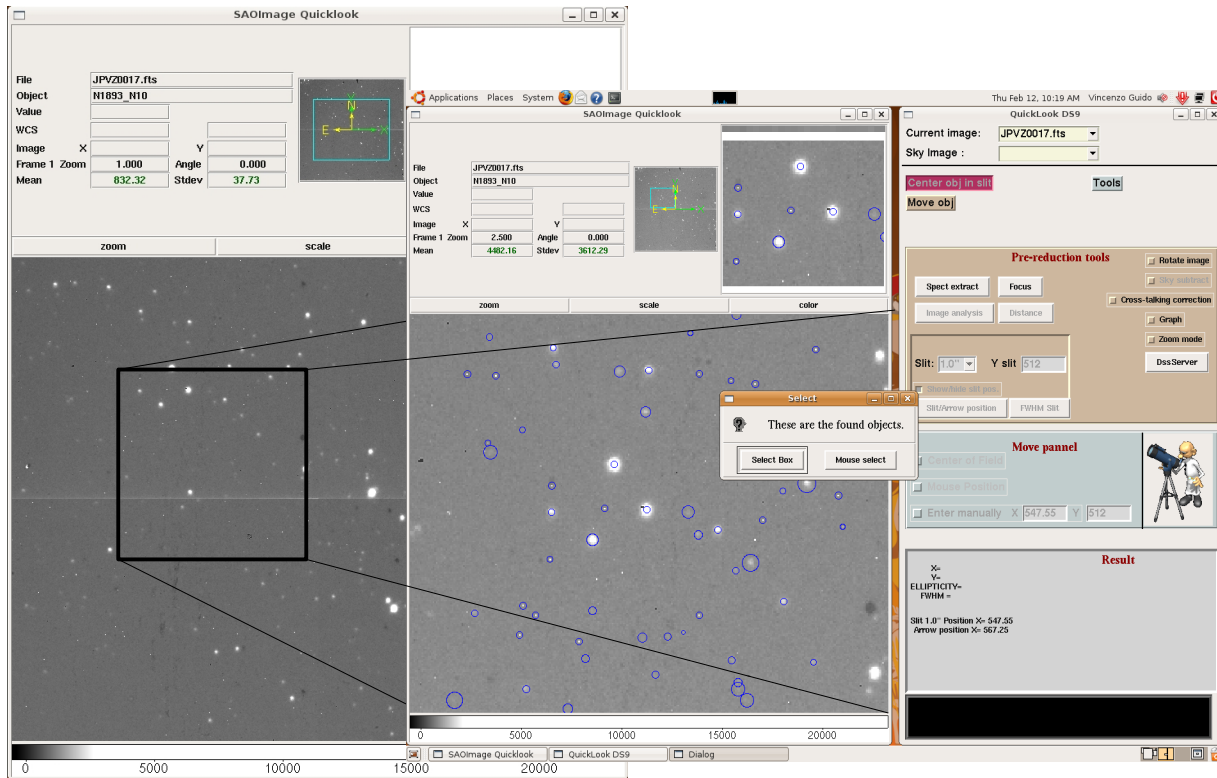 SAOImage Quicklook
File JPVZ0017.fts
Object N1893_N10
Value
WCS
Image X Y
Frame 1 Zoom 1.000 Angle 0.000
Mean 832.32 Stdev 37.73
N
E X
zoom scale
0 5000 10000 15000 20000
Applications Places System Thu Feb 12, 10:19 AM Vincenzo Guido
SAOImage Quicklook
File JPVZ0017.fts
Object N1893_N10
Value
WCS
Image X Y
Frame 1 Zoom 2.500 Angle 0.000
Mean 4482.16 Stdev 3612.29
N
E X
zoom scale color
0 5000 10000 15000 20000
Select
These are the found objects.
Select Box Mouse select
QuickLook DS9
Current image: JPVZ0017.fts
Sky Image :
Center obj in slit Tools
Move obj
Pre-reduction tools
Rotate image
Sky subtract
Spect extract Focus
Cross-talking correction
Image analysis Distance
Graph
Zoom mode
Slit: 1.0" Y slit 512
DssServer
Show/hide slit pos.
Slit/Arrow position FWHM Slit
Move pannel
Center of Field
Mouse Position
Enter manually X 547.55 Y 512
Result
X=
Y=
ELLIPTICITY=
FWHM =
Slit 1.0" Position X= 547.55
Arrow position X= 567.25
SAOImage Quicklook QuickLook DS9 Dialog